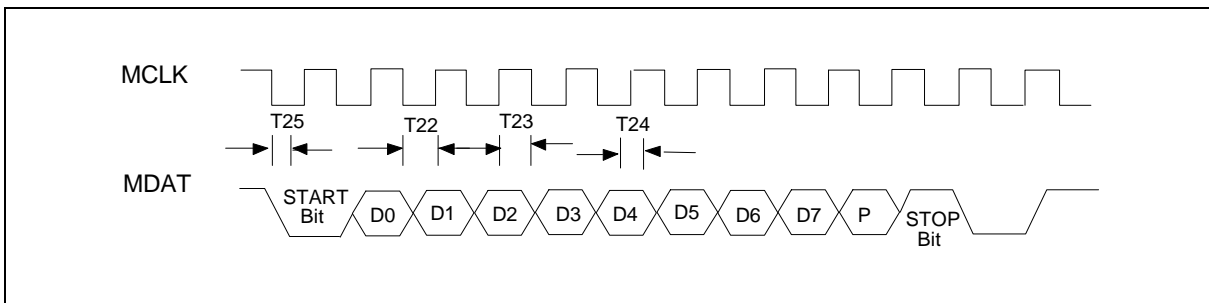 MCLK
T25
T22
T23
T24
MDAT
START
Bit
D0
D1
D2
D3
D4
D5
D6
D7
P
STOP
Bit